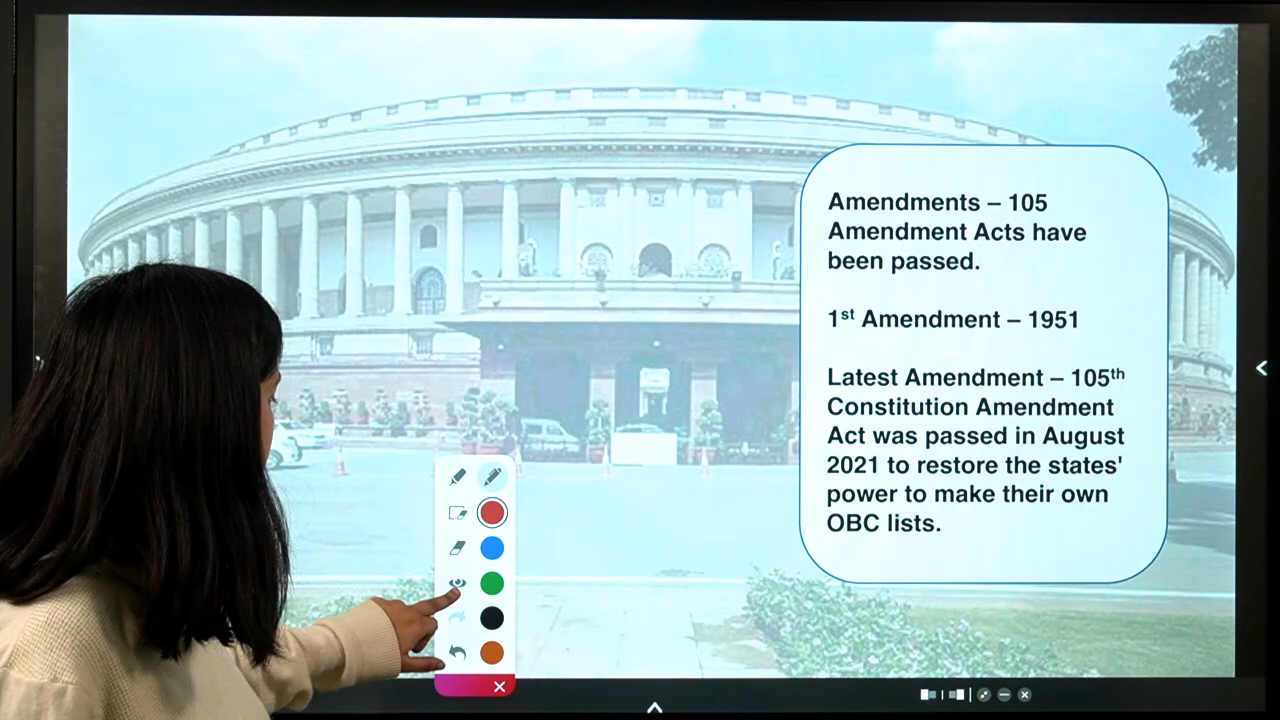 Amendments – 105
Amendment Acts have
been passed.
1st Amendment – 1951
Latest Amendment – 105th
Constitution Amendment
Act was passed in August
2021 to restore the states'
power to make their own
OBC lists.